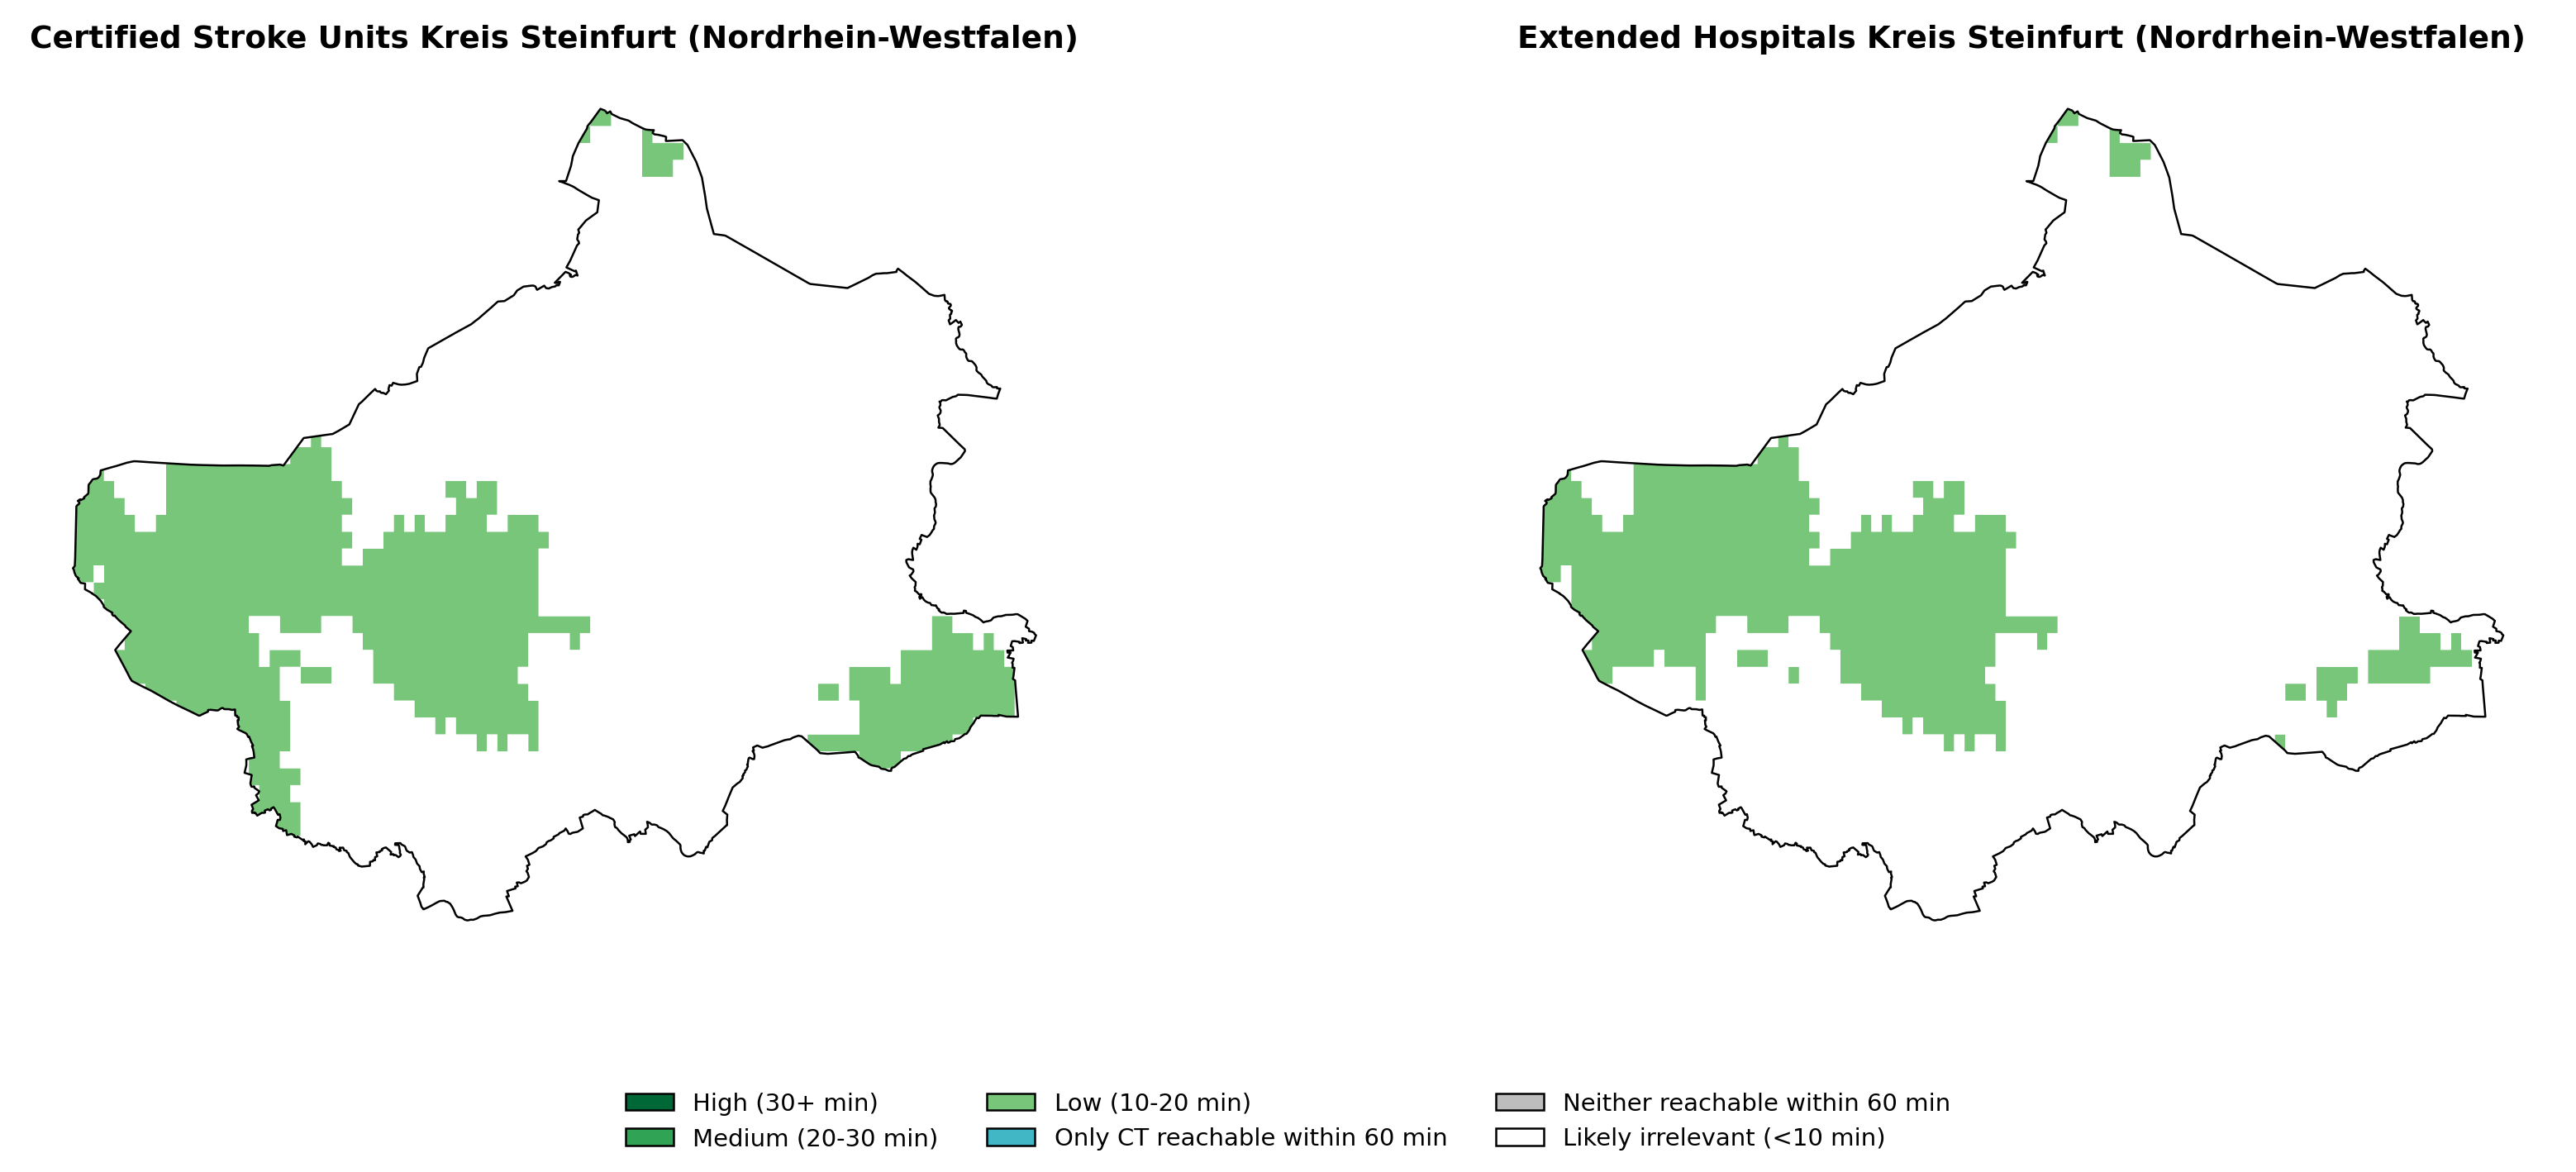 Certified Stroke Units Kreis Steinfurt (Nordrhein-Westfalen)
Extended Hospitals Kreis Steinfurt (Nordrhein-Westfalen)
High (30+ min)
Medium (20-30 min)
Low (10-20 min)
Only CT reachable within 60 min
Neither reachable within 60 min
Likely irrelevant (<10 min)